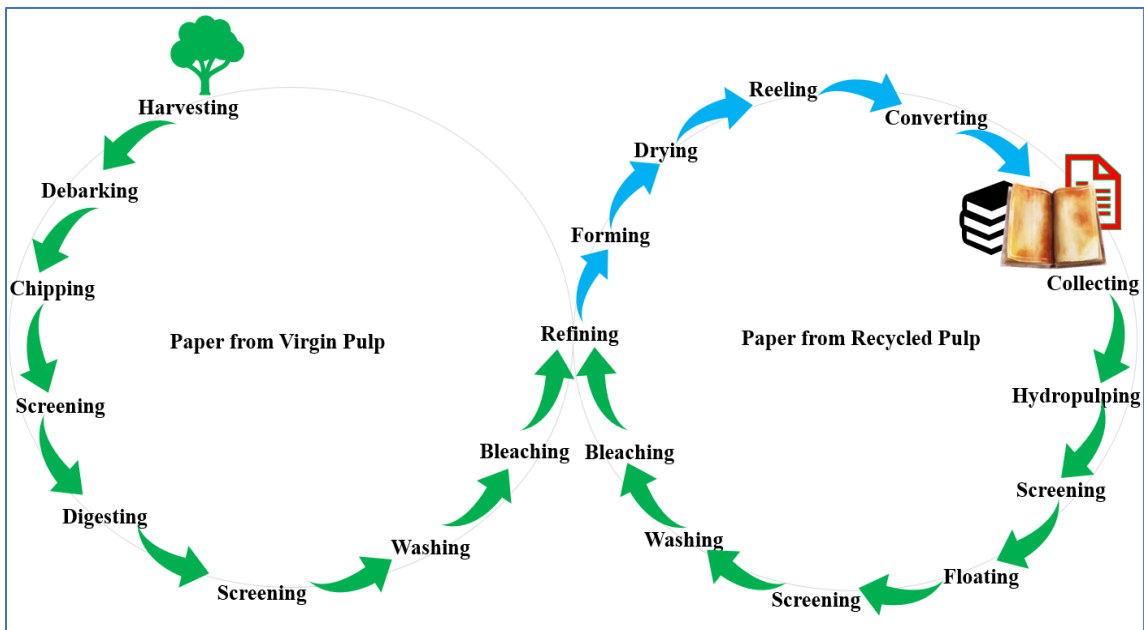 Harvesting
Debarking
Chipping
Screening
Digesting
Screening
Washing
Bleaching
Refining
Paper from Virgin Pulp
Forming
Drying
Reeling
Converting
Collecting
Hydropulping
Screening
Floating
Screening
Washing
Bleaching
Paper from Recycled Pulp